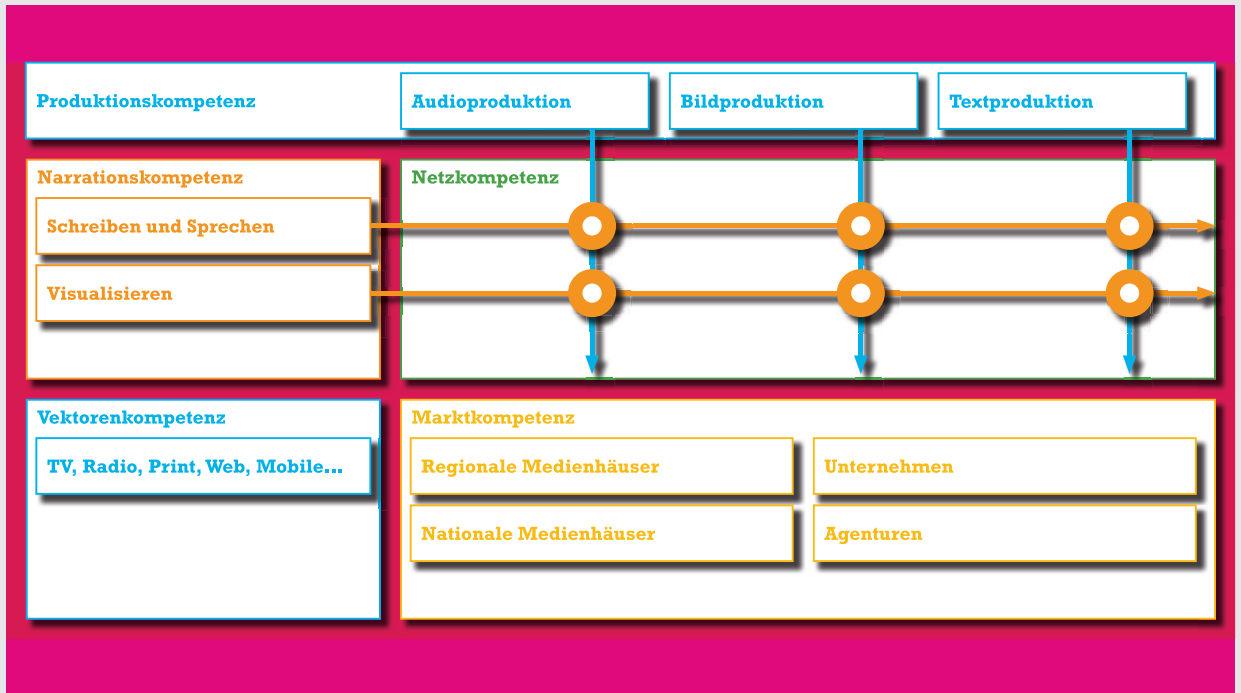 Produktionskompetenz
Audioproduktion
Bildproduktion
Textproduktion
Narrationskompetenz
Schreiben und Sprechen
Visualisieren
Netzkompetenz
Vektorenkompetenz
TV, Radio, Print, Web, Mobile...
Marktkompetenz
Regionale Medienhäuser
Unternehmen
Nationale Medienhäuser
Agenturen